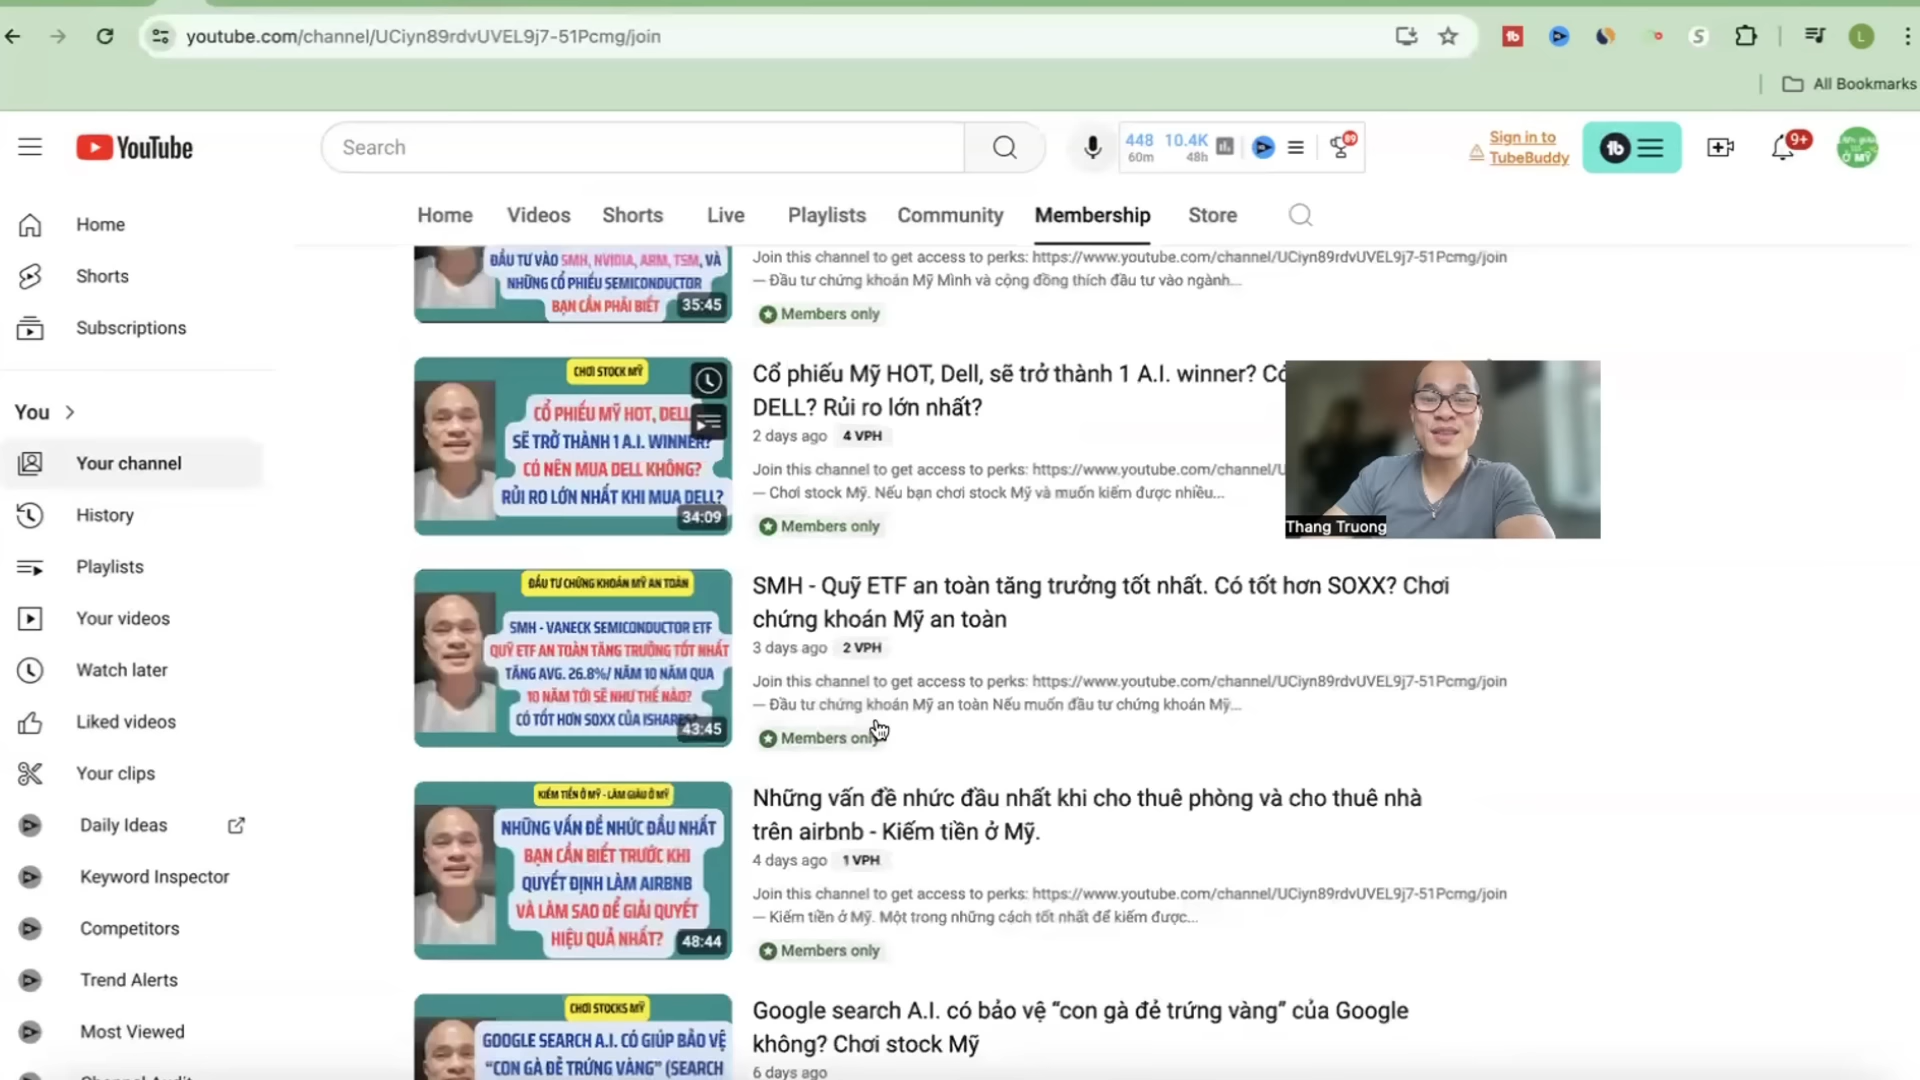 youtube.com/channel/UCiyn89rdvUVEL9j7-51Pcmg/join
L
All Bookmarks
YouTube
Search
448 10.4K
60m 48h
89
Sign in to
TubeBuddy
9+
Home
Videos
Shorts
Live
Playlists
Community
Membership
Store
Home
Shorts
Subscriptions
You
Your channel
History
Playlists
Your videos
Watch later
Liked videos
Your clips
Daily Ideas
Keyword Inspector
Competitors
Trend Alerts
Most Viewed
ĐẦU TƯ VÀO SMH, NVIDIA, ARM, TSM, VÀ
NHỮNG CỔ PHIẾU SEMICONDUCTOR
BẠN CẦN PHẢI BIẾT
35:45
Join this channel to get access to perks: https://www.youtube.com/channel/UCiyn89rdvUVEL9j7-51Pcmg/join
— Đầu tư chứng khoán Mỹ Mình và cộng đồng thích đầu tư vào ngành...
Members only
CHƠI STOCK MỸ
CỔ PHIẾU MỸ HOT, DELL
SẼ TRỞ THÀNH 1 A.I. WINNER?
CÓ NÊN MUA DELL KHÔNG?
RỦI RO LỚN NHẤT KHI MUA DELL?
34:09
Cổ phiếu Mỹ HOT, Dell, sẽ trở thành 1 A.I. winner? Có
DELL? Rủi ro lớn nhất?
2 days ago 4 VPH
Join this channel to get access to perks: https://www.youtube.com/channel/U
— Chơi stock Mỹ. Nếu bạn chơi stock Mỹ và muốn kiếm được nhiều...
Members only
Thang Truong
ĐẦU TƯ CHỨNG KHOÁN MỸ AN TOÀN
SMH - VANECK SEMICONDUCTOR ETF
QUỸ ETF AN TOÀN TĂNG TRƯỞNG TỐT NHẤT
TĂNG AVG. 26.8%/ NĂM 10 NĂM QUA
10 NĂM TỚI SẼ NHƯ THẾ NÀO?
CÓ TỐT HƠN SOXX CỦA ISHARES?
43:45
SMH - Quỹ ETF an toàn tăng trưởng tốt nhất. Có tốt hơn SOXX? Chơi
chứng khoán Mỹ an toàn
3 days ago 2 VPH
Join this channel to get access to perks: https://www.youtube.com/channel/UCiyn89rdvUVEL9j7-51Pcmg/join
— Đầu tư chứng khoán Mỹ an toàn Nếu muốn đầu tư chứng khoán Mỹ...
Members only
KIẾM TIỀN Ở MỸ - LÀM GIÀU Ở MỸ
NHỮNG VẤN ĐỀ NHỨC ĐẦU NHẤT
BẠN CẦN BIẾT TRƯỚC KHI
QUYẾT ĐỊNH LÀM AIRBNB
VÀ LÀM SAO ĐỂ GIẢI QUYẾT
HIỆU QUẢ NHẤT?
48:44
Những vấn đề nhức đầu nhất khi cho thuê phòng và cho thuê nhà
trên airbnb - Kiếm tiền ở Mỹ.
4 days ago 1 VPH
Join this channel to get access to perks: https://www.youtube.com/channel/UCiyn89rdvUVEL9j7-51Pcmg/join
— Kiếm tiền ở Mỹ. Một trong những cách tốt nhất để kiếm được...
Members only
CHƠI STOCKS MỸ
GOOGLE SEARCH A.I. CÓ GIÚP BẢO VỆ
"CON GÀ ĐẺ TRỨNG VÀNG" (SEARCH
Google search A.I. có bảo vệ “con gà đẻ trứng vàng” của Google
không? Chơi stock Mỹ
6 days ago